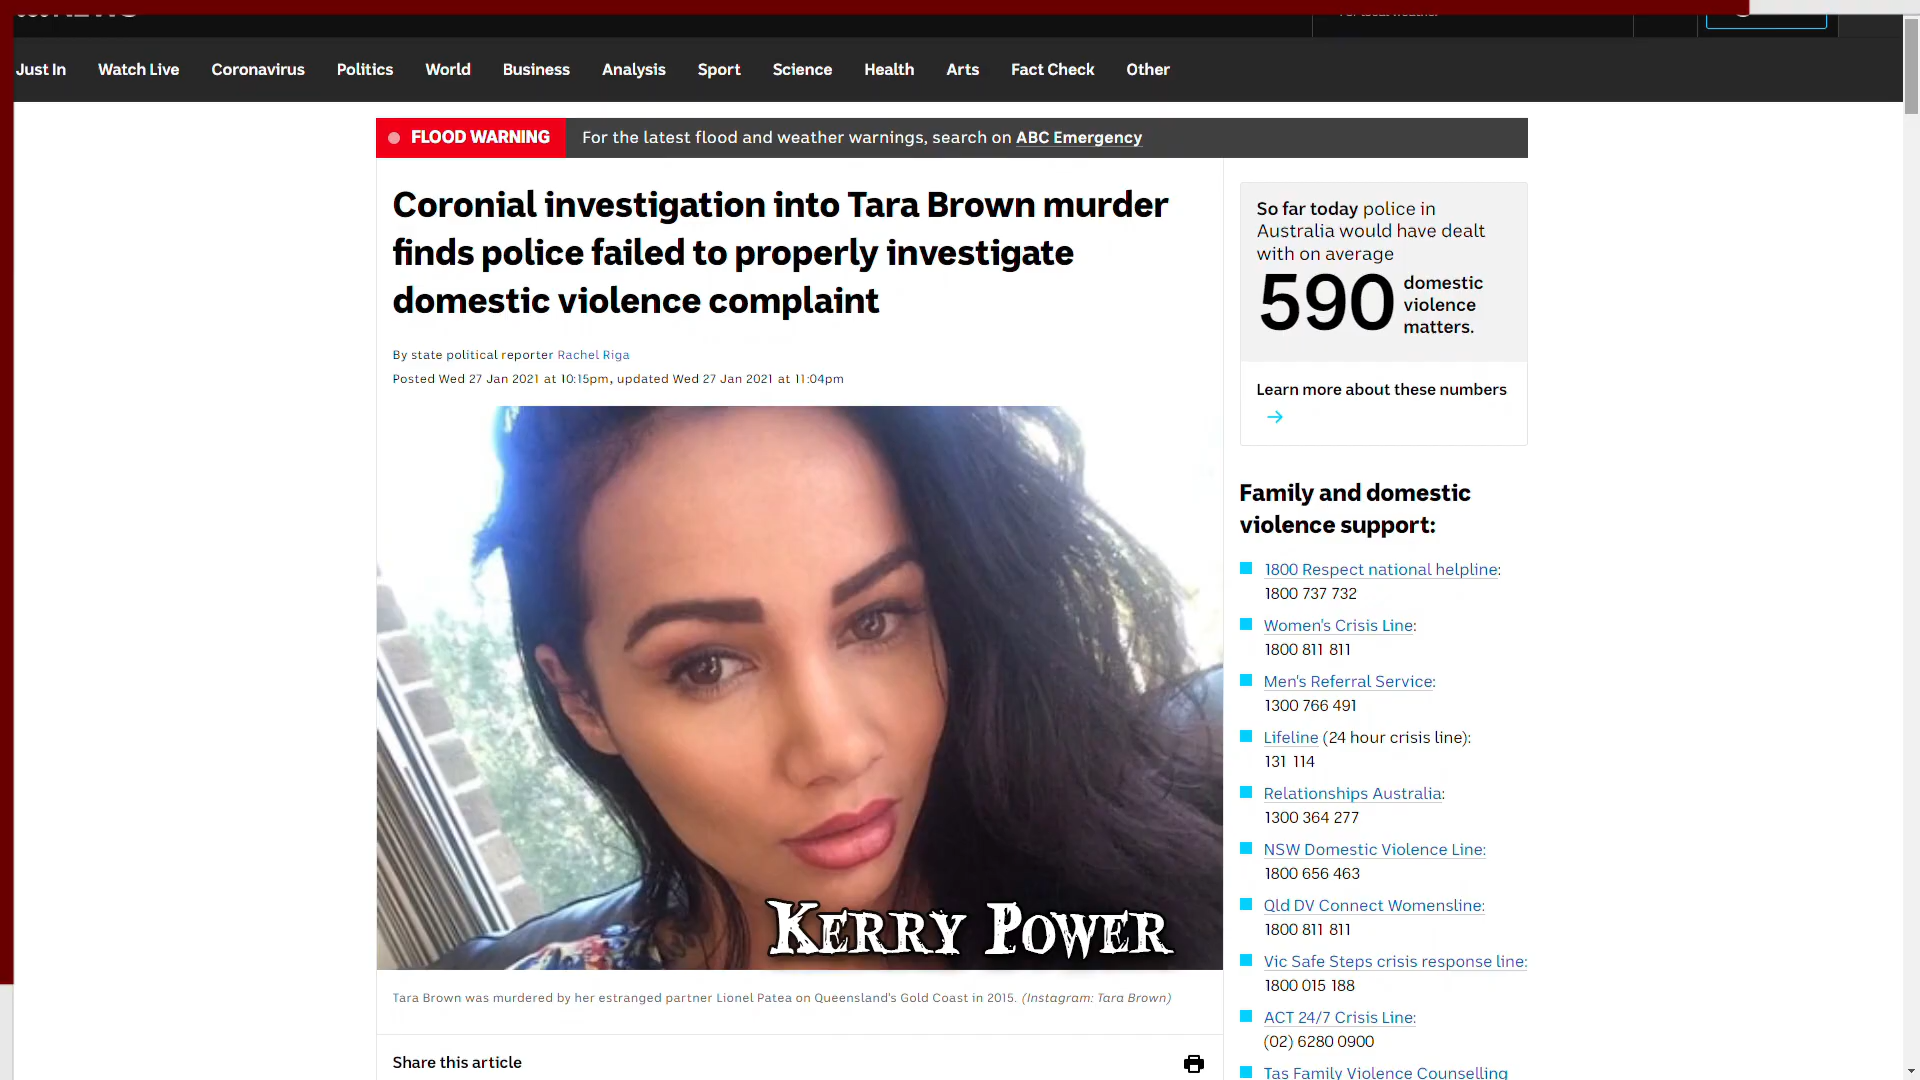 Just In Watch Live Coronavirus Politics World Business Analysis Sport Science Health Arts Fact Check Other
FLOOD WARNING For the latest flood and weather warnings, search on ABC Emergency
Coronial investigation into Tara Brown murder
finds police failed to properly investigate
domestic violence complaint
By state political reporter Rachel Riga
Posted Wed 27 Jan 2021 at 10:15pm, updated Wed 27 Jan 2021 at 11:04pm
KERRY POWER
Tara Brown was murdered by her estranged partner Lionel Patea on Queensland's Gold Coast in 2015. (Instagram: Tara Brown)
Share this article
So far today police in
Australia would have dealt
with on average
590
domestic
violence
matters.
Learn more about these numbers
Family and domestic
violence support:
1800 Respect national helpline:
1800 737 732
Women's Crisis Line:
1800 811 811
Men's Referral Service:
1300 766 491
Lifeline (24 hour crisis line):
131 114
Relationships Australia:
1300 364 277
NSW Domestic Violence Line:
1800 656 463
Qld DV Connect Womensline:
1800 811 811
Vic Safe Steps crisis response line:
1800 015 188
ACT 24/7 Crisis Line:
(02) 6280 0900
Tas Family Violence Counselling